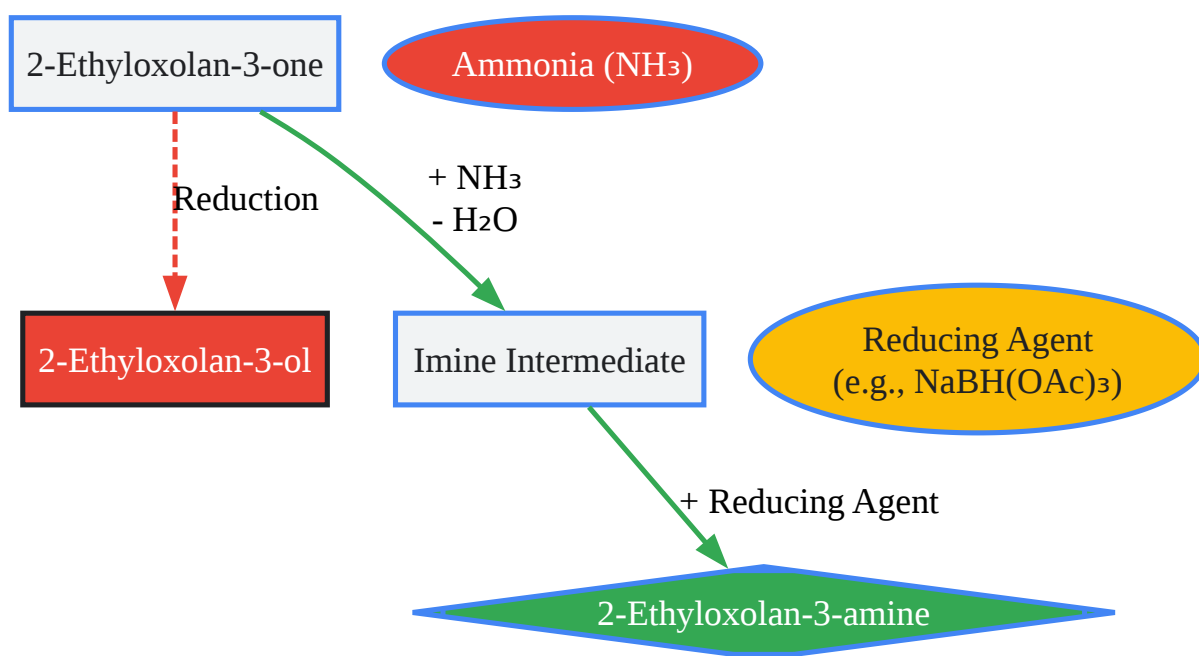 2-Ethyloxolan-3-one
Ammonia (NH₃)
+ NH₃
- H₂O
Reduction
2-Ethyloxolan-3-ol
Imine Intermediate
Reducing Agent
(e.g., NaBH(OAc)₃)
+ Reducing Agent
2-Ethyloxolan-3-amine